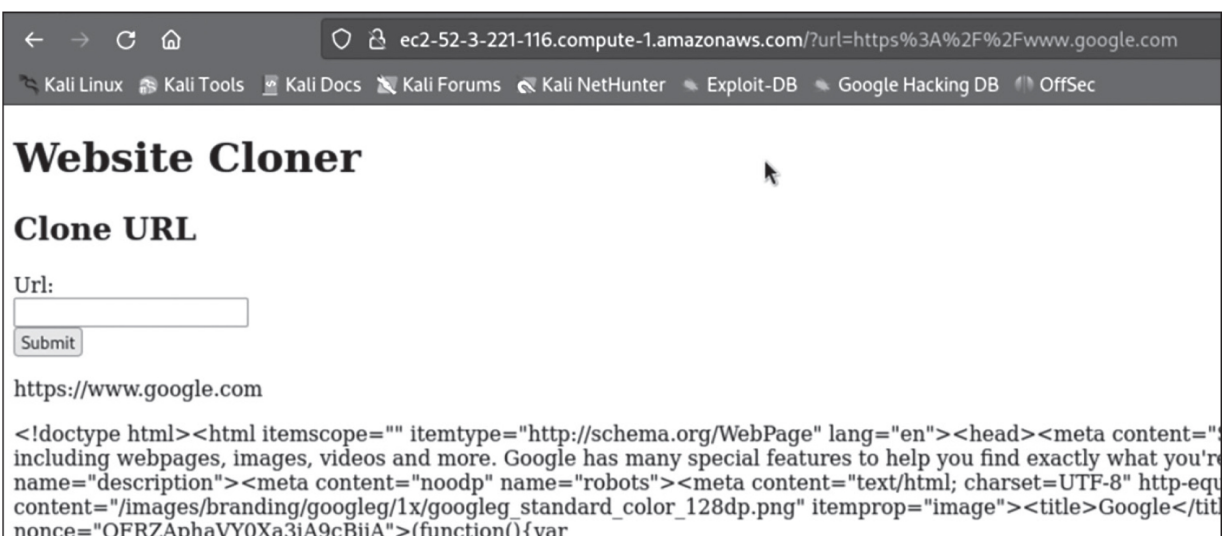 ec2-52-3-221-116.compute-1.amazonaws.com/?url=https%3A%2F%2Fwww.google.com
Kali Linux Kali Tools Kali Docs Kali Forums Kali NetHunter Exploit-DB Google Hacking DB OffSec
Website Cloner
Clone URL
Url:
Submit
https://www.google.com
<!doctype html><html itemscope="" itemtype="http://schema.org/WebPage" lang="en"><head><meta content="
including webpages, images, videos and more. Google has many special features to help you find exactly what you're
name="description"><meta content="noodp" name="robots"><meta content="text/html; charset=UTF-8" http-equ
content="/images/branding/googleg/1x/googleg_standard_color_128dp.png" itemprop="image"><title>Google</titl
(function(){var